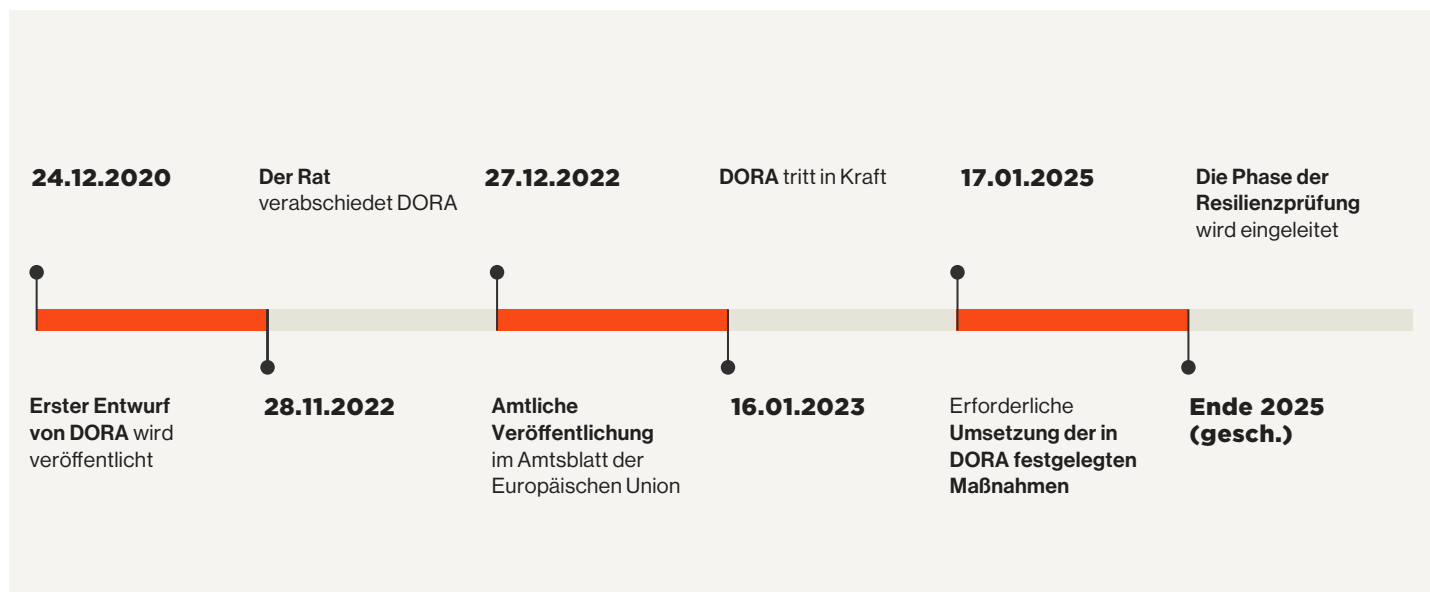 24.12.2020
Erster Entwurf
von DORA wird
veröffentlicht
Der Rat
verabschiedet DORA
28.11.2022
27.12.2022
Amtliche
Veröffentlichung
im Amtsblatt der
Europäischen Union
DORA tritt in Kraft
16.01.2023
17.01.2025
Erforderliche
Umsetzung der in
DORA festgelegten
Maßnahmen
Die Phase der
Resilienzprüfung
wird eingeleitet
Ende 2025
(gesch.)